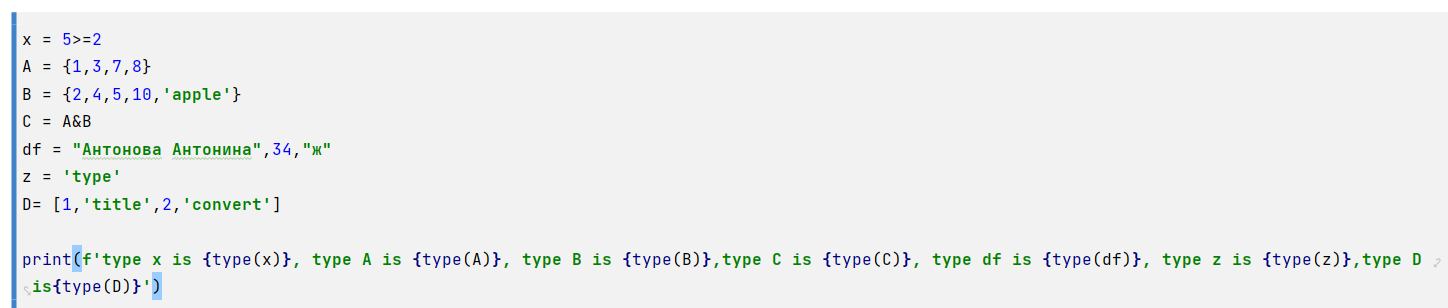 x = 5>=2
A = {1,3,7,8}
B = {2,4,5,10,'apple'}
C = A&B
df = "Антонова Антонина",34,"ж"
z = 'type'
D= [1,'title',2,'convert']
print(f'type x is {type(x)}, type A is {type(A)}, type B is {type(B)},type C is {type(C)}, type df is {type(df)}, type z is {type(z)},type D
is{type(D)}')